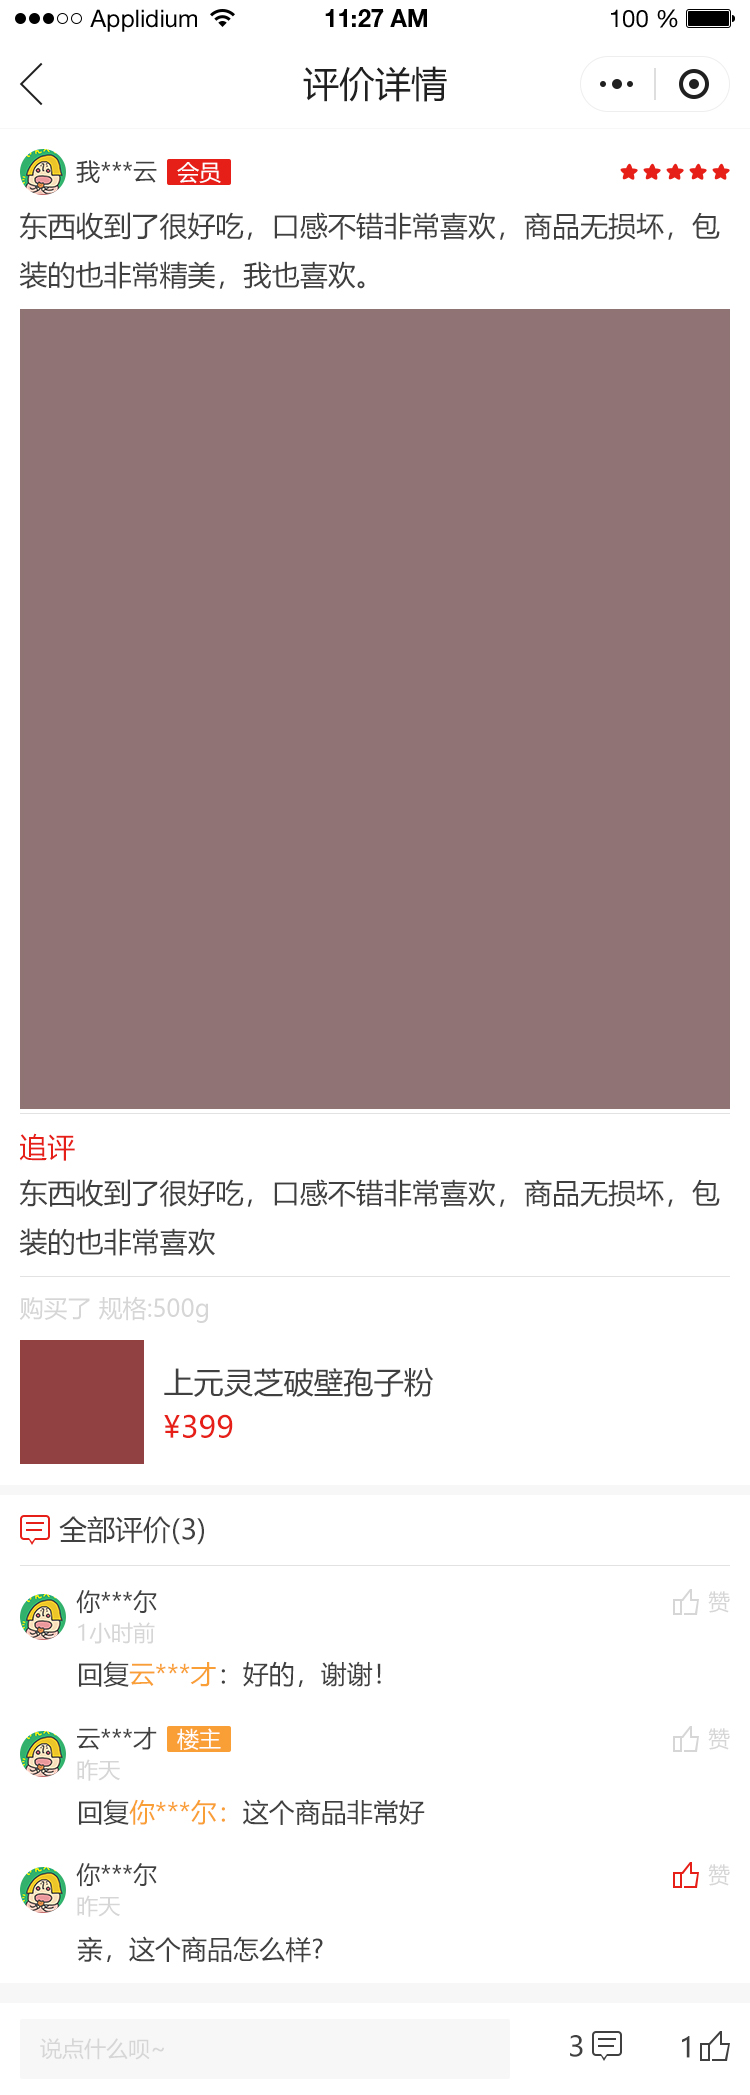 Applidium 11:27 AM 100 %
评价详情
我***云 会员
东西收到了很好吃，口感不错非常喜欢，商品无损坏，包
装的也非常精美，我也喜欢。
追评
东西收到了很好吃，口感不错非常喜欢，商品无损坏，包
装的也非常喜欢
购买了 规格:500g
上元灵芝破壁孢子粉
¥399
全部评价(3)
你***尔 赞
1小时前
回复云***才：好的，谢谢！
云***才 楼主 赞
昨天
回复你***尔：这个商品非常好
你***尔 赞
昨天
亲，这个商品怎么样?
说点什么呗~ 3 1